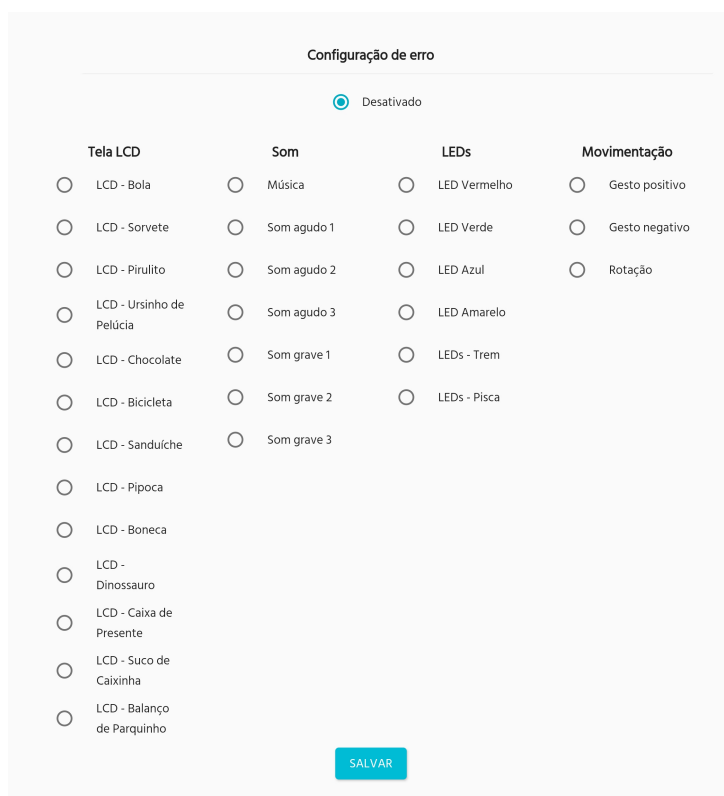 Configuração de erro
Desativado
Tela LCD
LCD - Bola
LCD - Sorvete
LCD - Pirulito
LCD - Ursinho de
Pelúcia
LCD - Chocolate
LCD - Bicicleta
LCD - Sanduíche
LCD - Pipoca
LCD - Boneca
LCD -
Dinossauro
LCD - Caixa de
Presente
LCD - Suco de
Caixinha
LCD - Balanço
de Parquinho
Som
Música
Som agudo 1
Som agudo 2
Som agudo 3
Som grave 1
Som grave 2
Som grave 3
LEDs
LED Vermelho
LED Verde
LED Azul
LED Amarelo
LEDs - Trem
LEDs - Pisca
Movimentação
Gesto positivo
Gesto negativo
Rotação
SALVAR